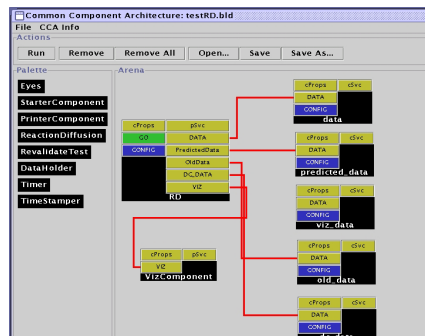 Common Component Architecture: testRD.bld
File CCA Info
Actions
Run Remove Remove All Open... Save Save As...
Palette
Arena
Eyes
StarterComponent
PrinterComponent
ReactionDiffusion
RevalidateTest
DataHolder
Timer
TimeStamper
cProps pSvc
GO DATA
CONFIG PredictedData
OldData
DC_DATA
VIZ
RD
cProps pSvc
VIZ
VizComponent
cProps cSvc
DATA
CONFIG
data
cProps cSvc
DATA
CONFIG
predicted_data
cProps cSvc
DATA
CONFIG
viz_data
cProps cSvc
DATA
CONFIG
old_data
cProps cSvc
DATA
CONFIG